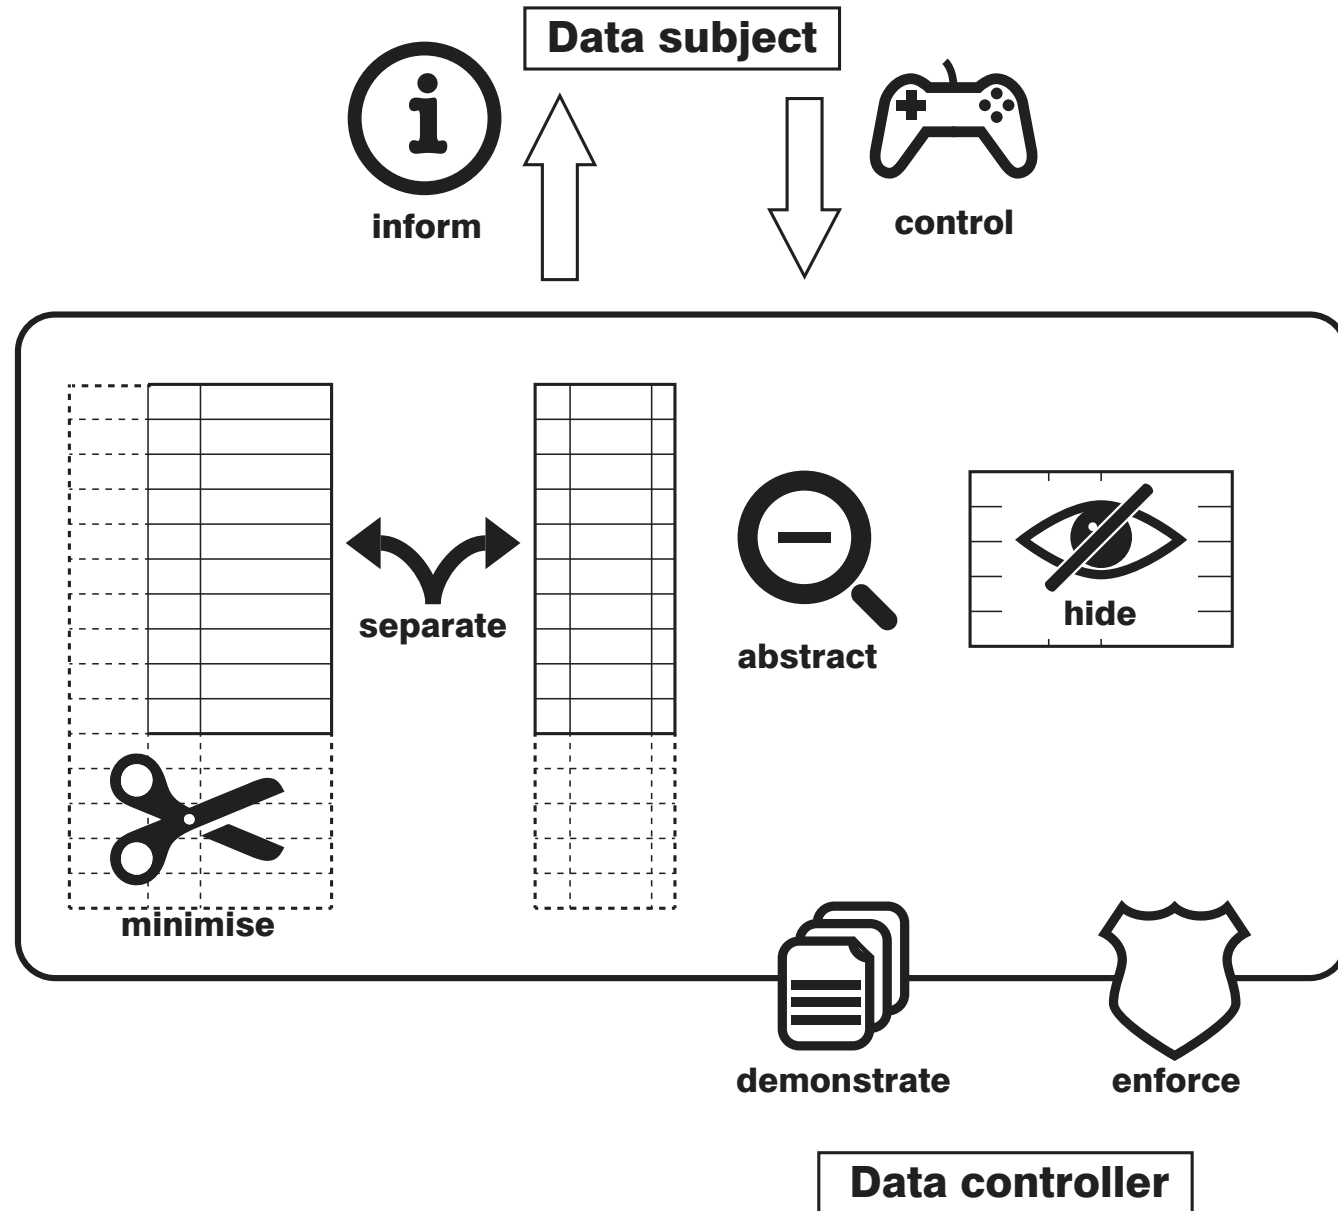 Data subject
inform
control
separate
abstract
hide
minimise
demonstrate
enforce
Data controller